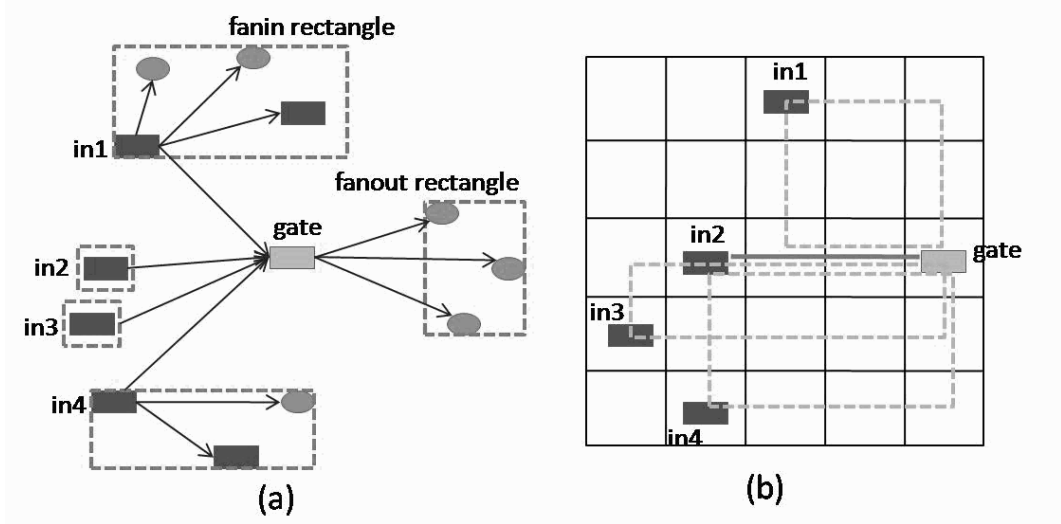 fanin rectangle
in1
fanout rectangle
gate
in2
in3
in4
(a)
in1
in2
gate
in3
in4
(b)